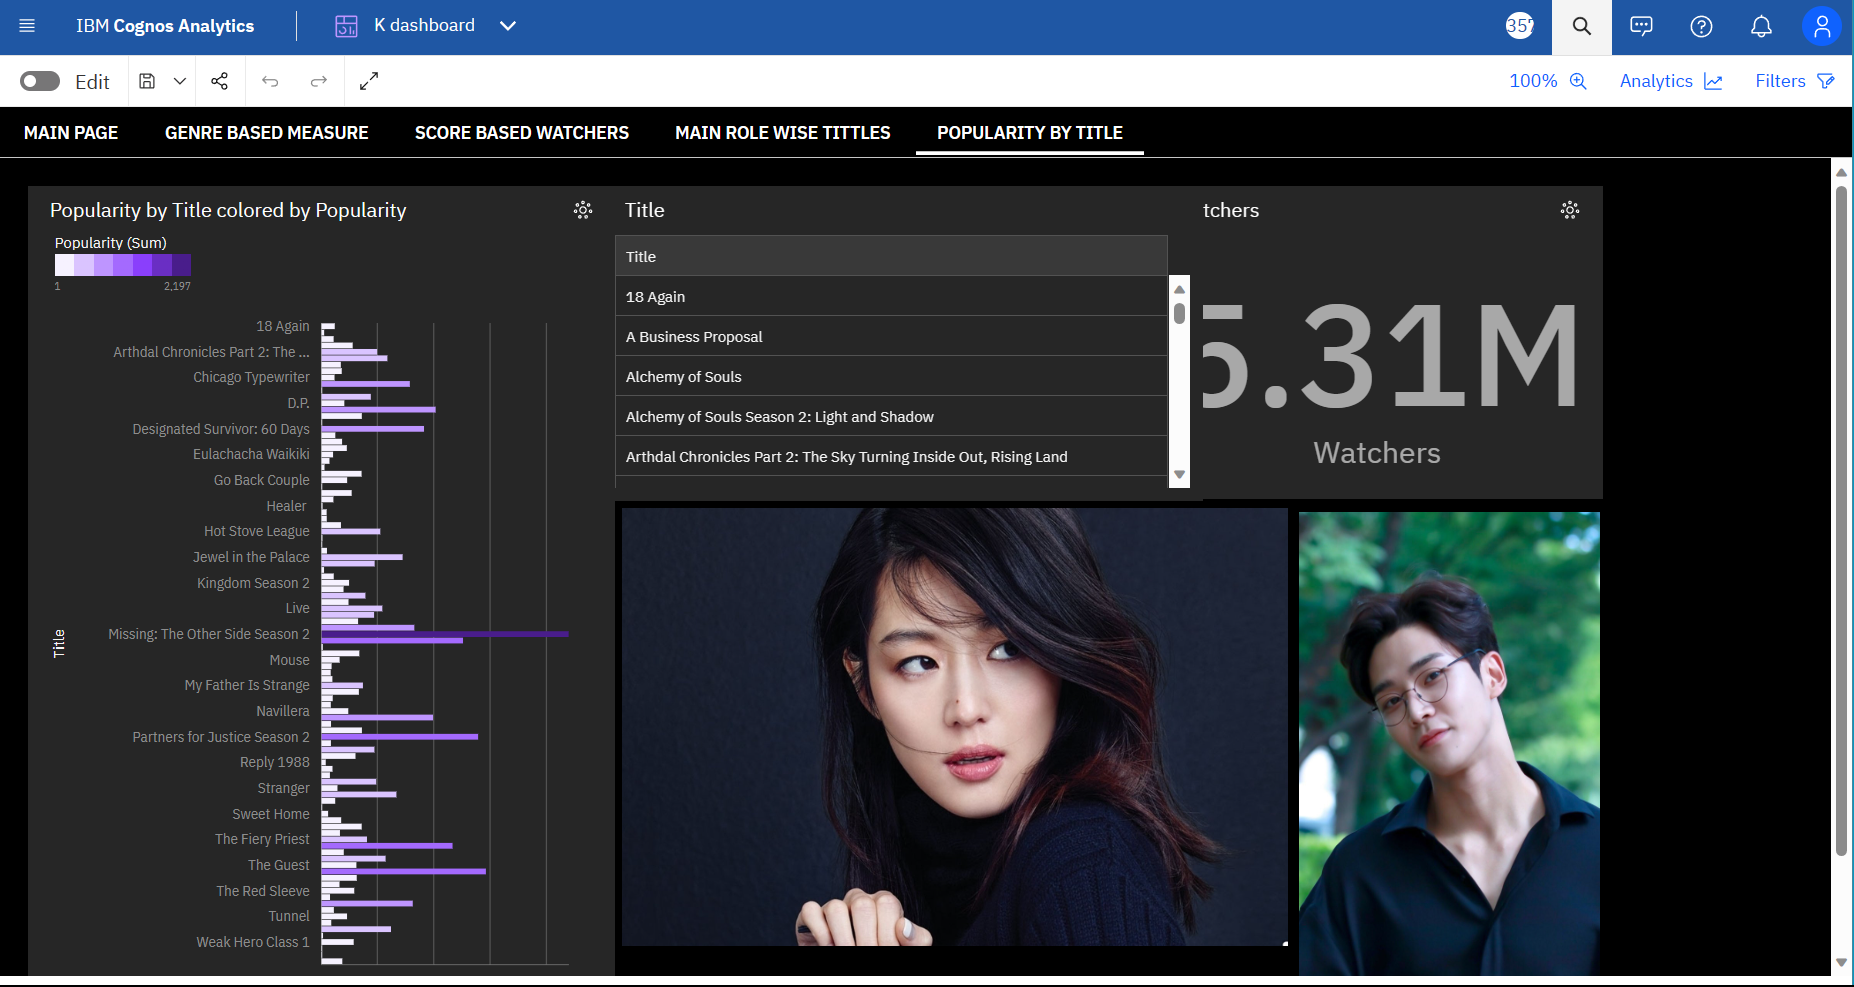 IBM Cognos Analytics
K dashboard
357
Edit
100%
Analytics
Filters
MAIN PAGE
GENRE BASED MEASURE
SCORE BASED WATCHERS
MAIN ROLE WISE TITTLES
POPULARITY BY TITLE
Popularity by Title colored by Popularity
Popularity (Sum)
1
2,197
Title
18 Again
Arthdal Chronicles Part 2: The ...
Chicago Typewriter
D.P.
Designated Survivor: 60 Days
Eulachacha Waikiki
Go Back Couple
Healer
Hot Stove League
Jewel in the Palace
Kingdom Season 2
Live
Missing: The Other Side Season 2
Mouse
My Father Is Strange
Navillera
Partners for Justice Season 2
Reply 1988
Stranger
Sweet Home
The Fiery Priest
The Guest
The Red Sleeve
Tunnel
Weak Hero Class 1
Title
Title
18 Again
A Business Proposal
Alchemy of Souls
Alchemy of Souls Season 2: Light and Shadow
Arthdal Chronicles Part 2: The Sky Turning Inside Out, Rising Land
tchers
5.31M
Watchers